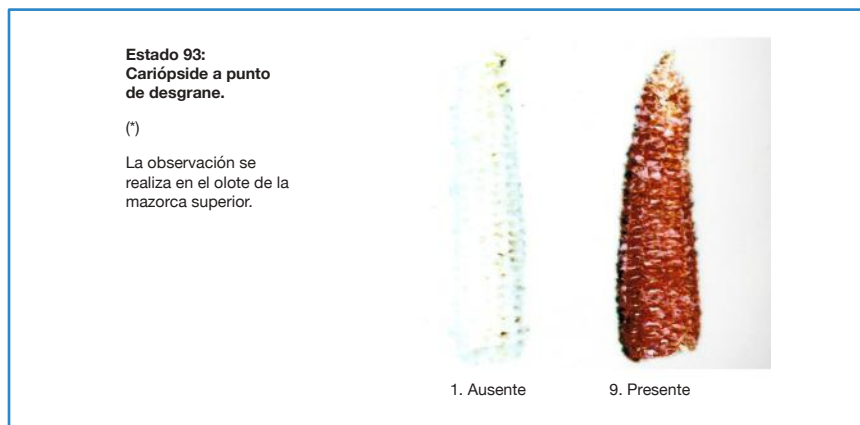 Estado 93:
Cariópside a punto
de desgrane.
(*)
La observación se
realiza en el olote de la
mazorca superior.
1. Ausente
9. Presente